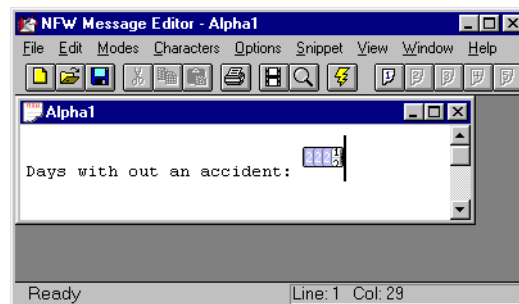 NFW Message Editor - Alpha1
File Edit Modes Characters Options Snippet View Window Help
Alpha1
Days with out an accident: 222
Ready Line: 1 Col: 29